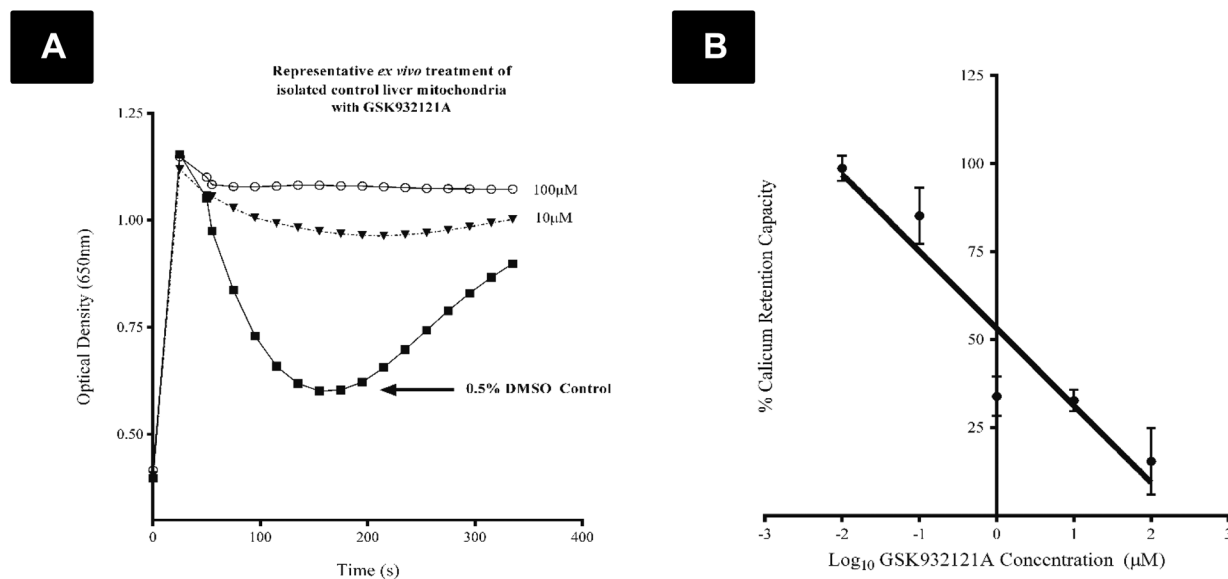 A
Representative ex vivo treatment of
isolated control liver mitochondria
with GSK932121A
1.25
1.00
0.75
0.50
Optical Density (650nm)
100μM
10μM
0.5% DMSO Control
0
100
200
300
400
Time (s)
B
125
100
75
50
25
% Calicum Retention Capacity
-3
-2
-1
0
1
2
3
Log10 GSK932121A Concentration (μM)